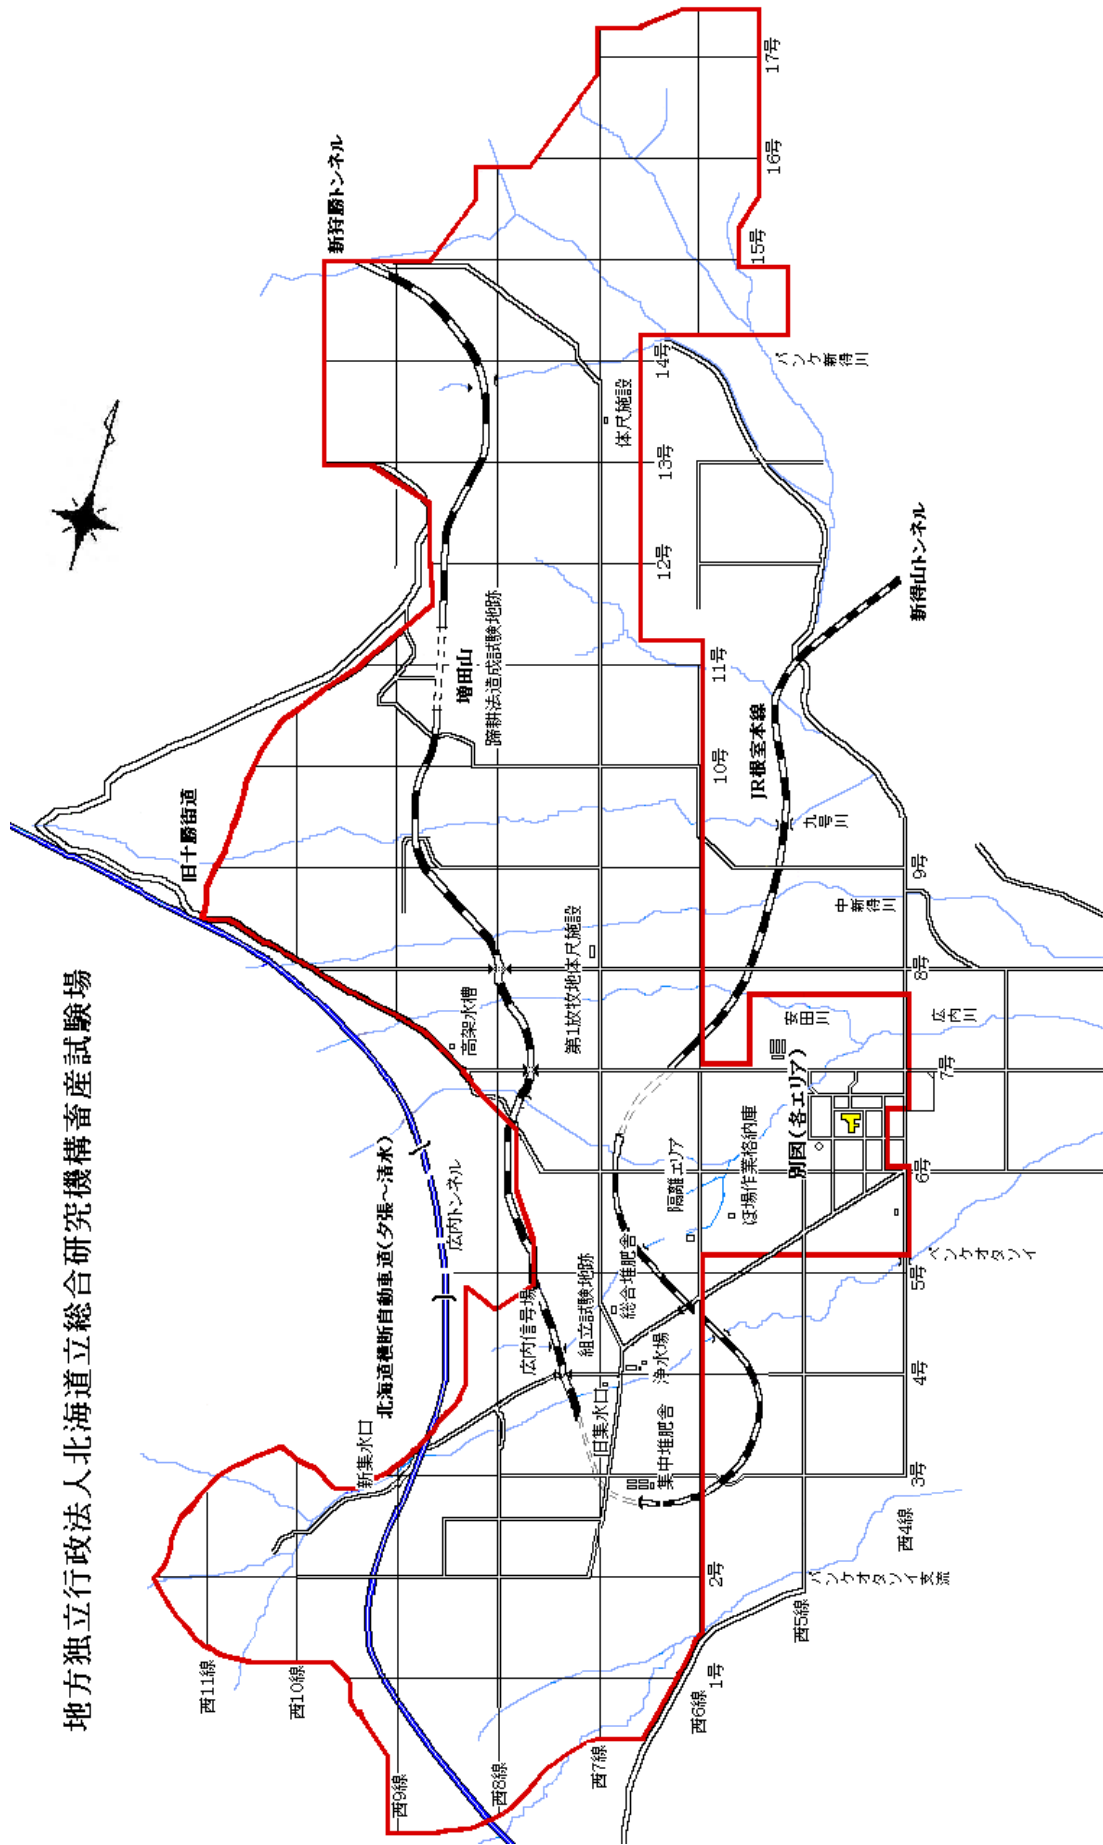 地方独立行政法人北海道立総合研究機構畜産試験場
新狩勝トンネル
17号
16号
15号
14号
13号
12号
11号
10号
9号
8号
7号
6号
5号
4号
3号
2号
1号
パンケ新得川
体尺施設
新得山トンネル
増田山
蹄耕法造成試験地跡
JR根室本線
旧十勝街道
九号川
中新得川
第1放牧地体尺施設
高架水槽
安田川
広内川
別図(各エリア)
北海道横断自動車道(夕張〜清水)
広内トンネル
隔離エリア
ほ場作業格納庫
ペンケオタソイ
広内信号場
組立試験地跡
総合堆肥舎
浄水場
旧集水口
集中堆肥舎
新集水口
パンケオタソイ支流
西4線
西5線
西6線
西7線
西8線
西9線
西10線
西11線